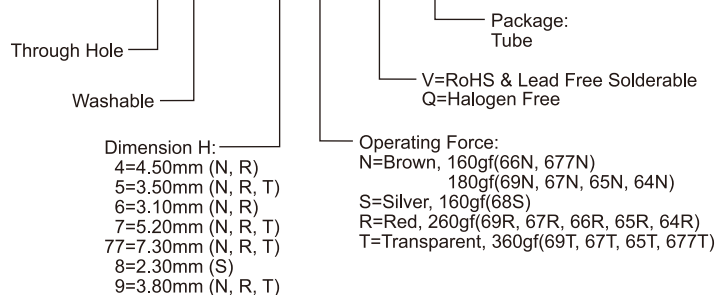 Package:
Tube
Through Hole
V=RoHS & Lead Free Solderable
Q=Halogen Free
Washable
Dimension H:
4=4.50mm (N, R)
5=3.50mm (N, R, T)
6=3.10mm (N, R)
7=5.20mm (N, R, T)
77=7.30mm (N, R, T)
8=2.30mm (S)
9=3.80mm (N, R, T)
Operating Force:
N=Brown, 160gf(66N, 677N)
180gf(69N, 67N, 65N, 64N)
S=Silver, 160gf(68S)
R=Red, 260gf(69R, 67R, 66R, 65R, 64R)
T=Transparent, 360gf(69T, 67T, 65T, 677T)